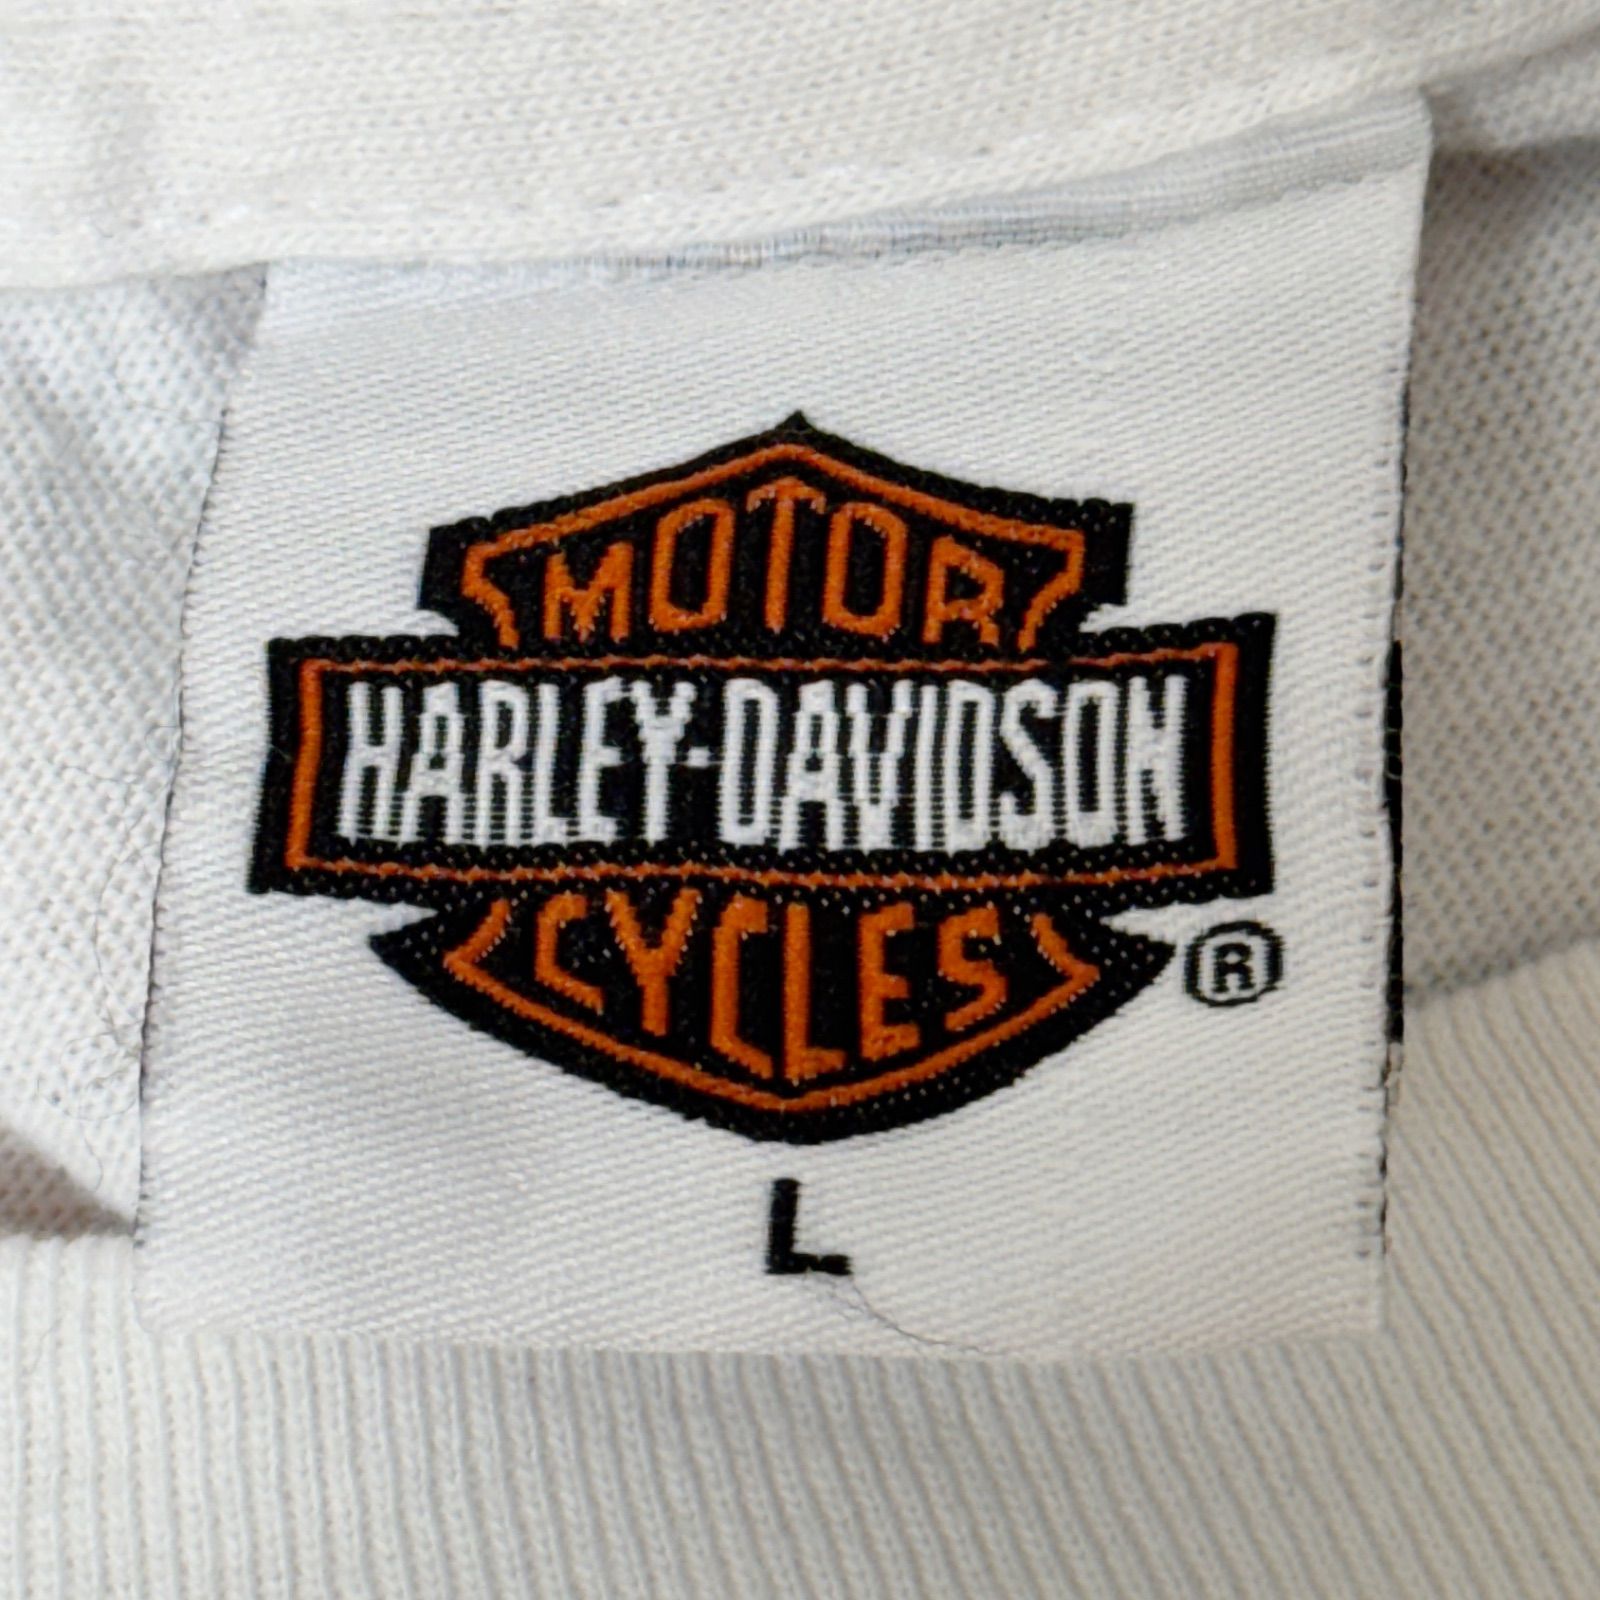 MOTOR
HARLEY-DAVIDSON
CYCLES
®
L